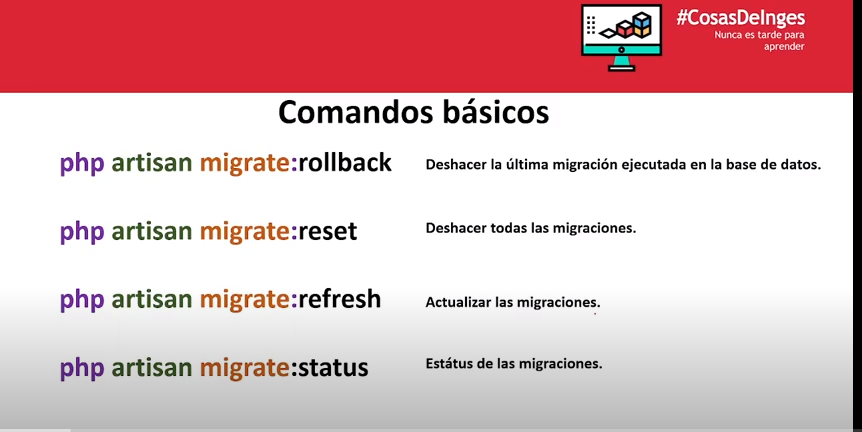 #CosasDeInges
Nunca es tarde para
aprender
Comandos básicos
php artisan migrate:rollback Deshacer la última migración ejecutada en la base de datos.
php artisan migrate:reset Deshacer todas las migraciones.
php artisan migrate:refresh Actualizar las migraciones.
php artisan migrate:status Estátus de las migraciones.